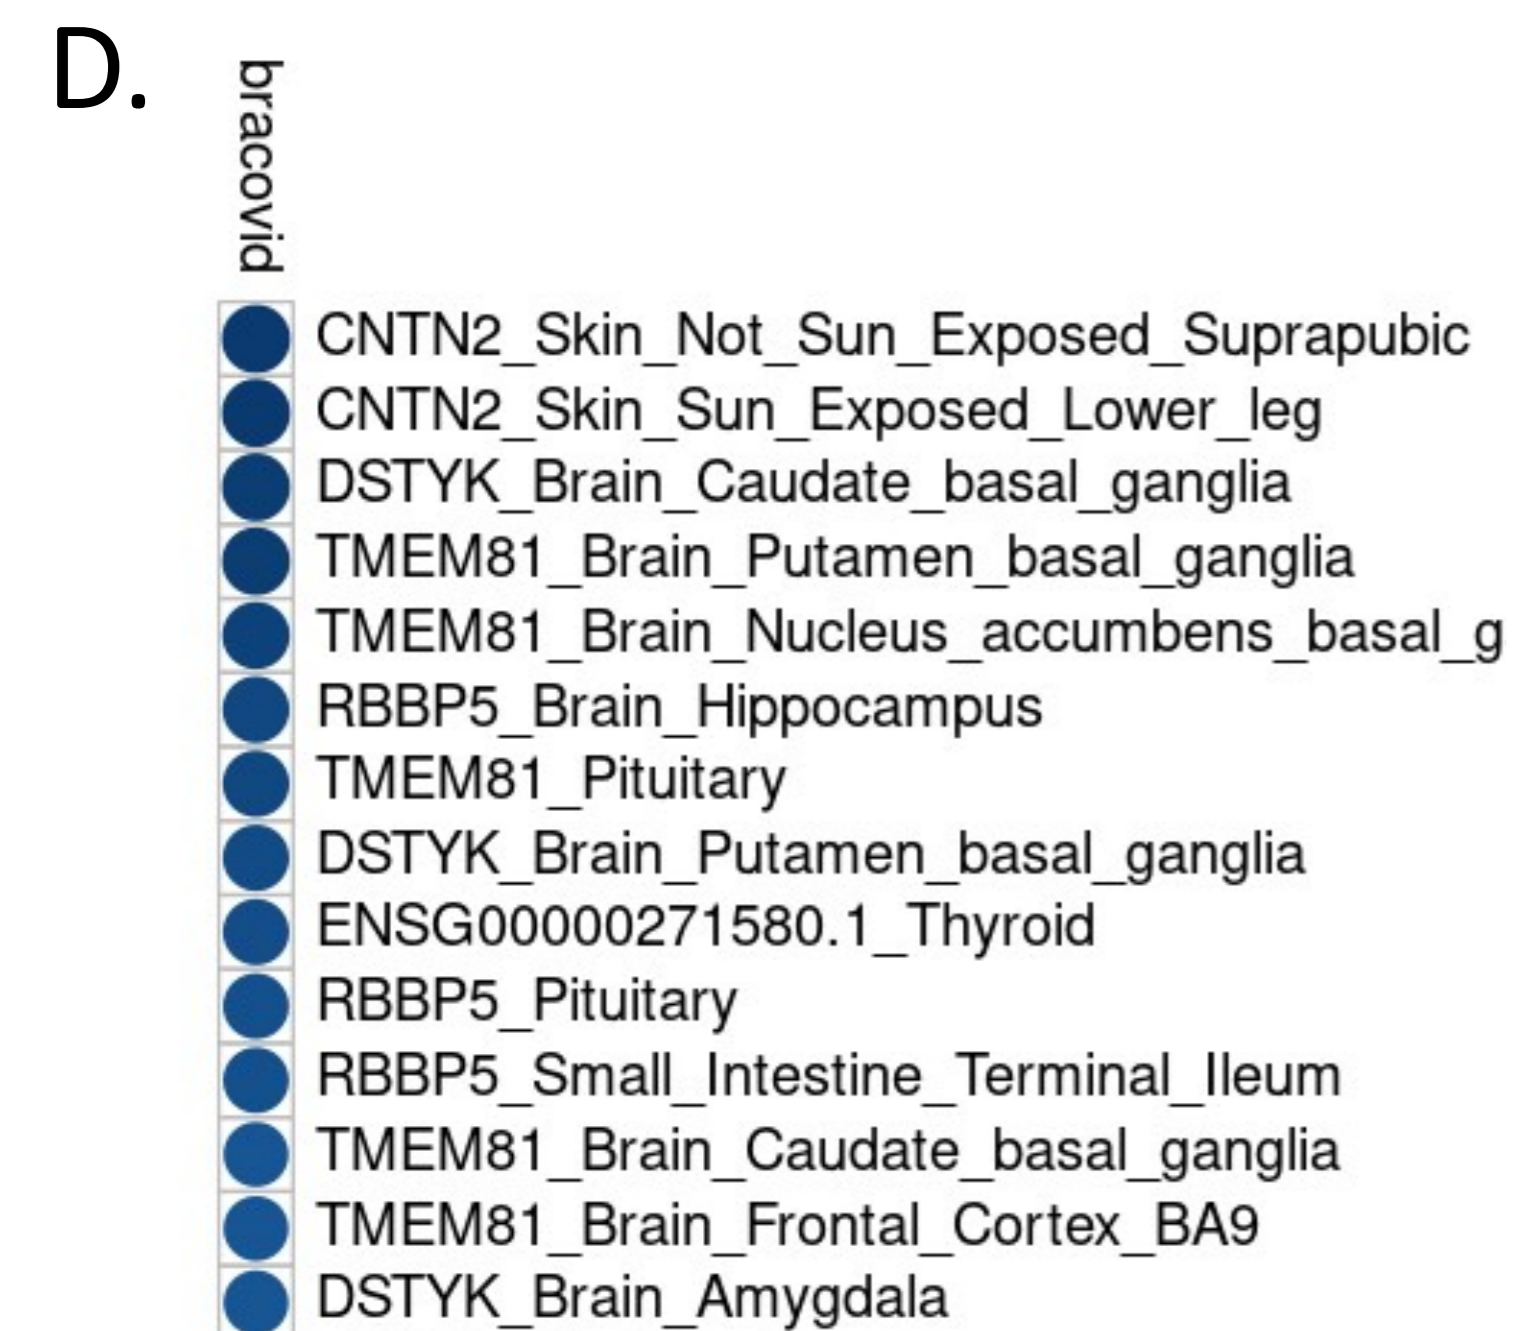 D.
bracovid
CNTN2_Skin_Not_Sun_Exposed_Suprapubic
CNTN2_Skin_Sun_Exposed_Lower_leg
DSTYK_Brain_Caudate_basal_ganglia
TMEM81_Brain_Putamen_basal_ganglia
TMEM81_Brain_Nucleus_accumbens_basal_g
RBBP5_Brain_Hippocampus
TMEM81_Pituitary
DSTYK_Brain_Putamen_basal_ganglia
ENSG00000271580.1_Thyroid
RBBP5_Pituitary
RBBP5_Small_Intestine_Terminal_Ileum
TMEM81_Brain_Caudate_basal_ganglia
TMEM81_Brain_Frontal_Cortex_BA9
DSTYK_Brain_Amygdala